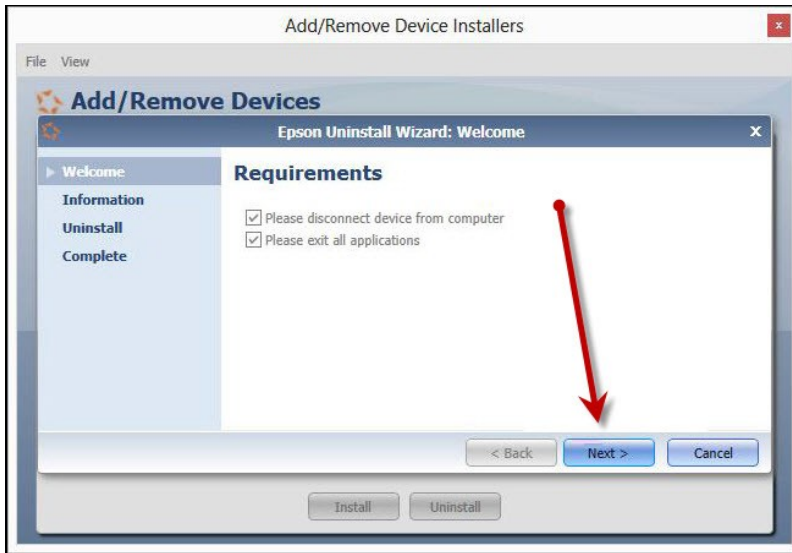 Add/Remove Device Installers
x
File View
Add/Remove Devices
Epson Uninstall Wizard: Welcome X
Welcome
Information
Uninstall
Complete
Requirements
Please disconnect device from computer
Please exit all applications
< Back Next > Cancel
Install Uninstall